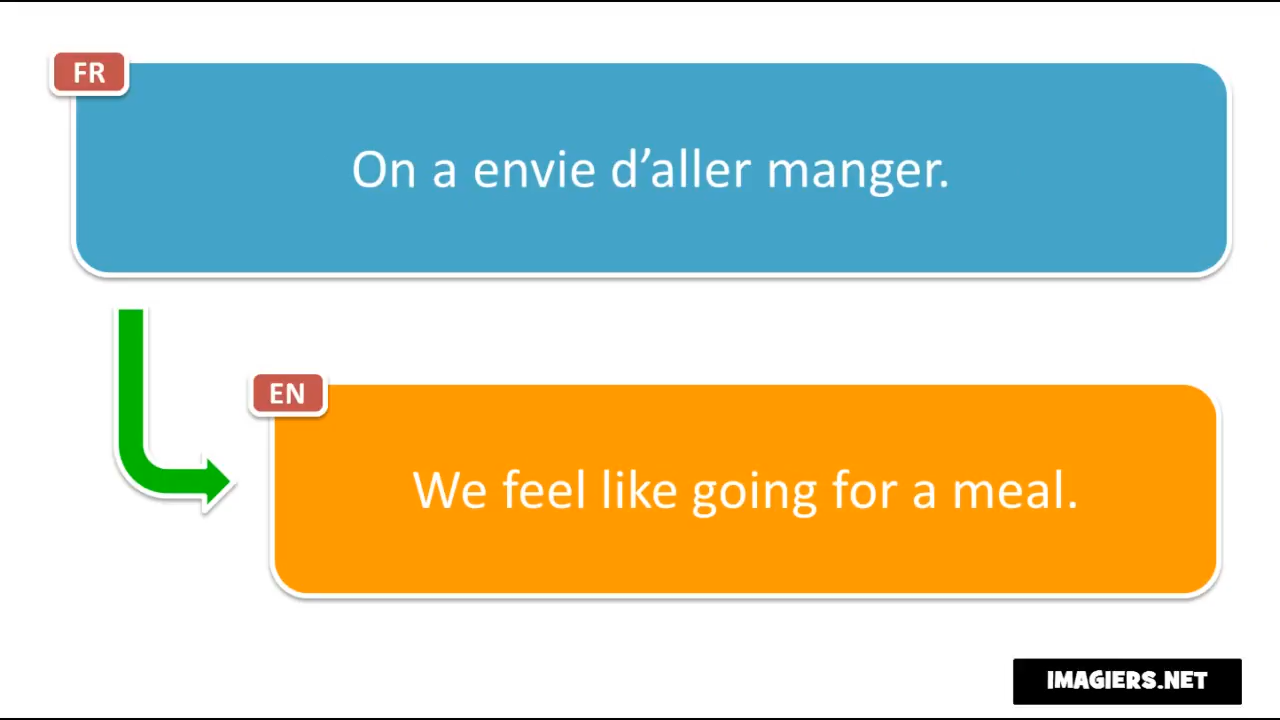 FR
On a envie d’aller manger.
EN
We feel like going for a meal.
IMAGIERS.NET